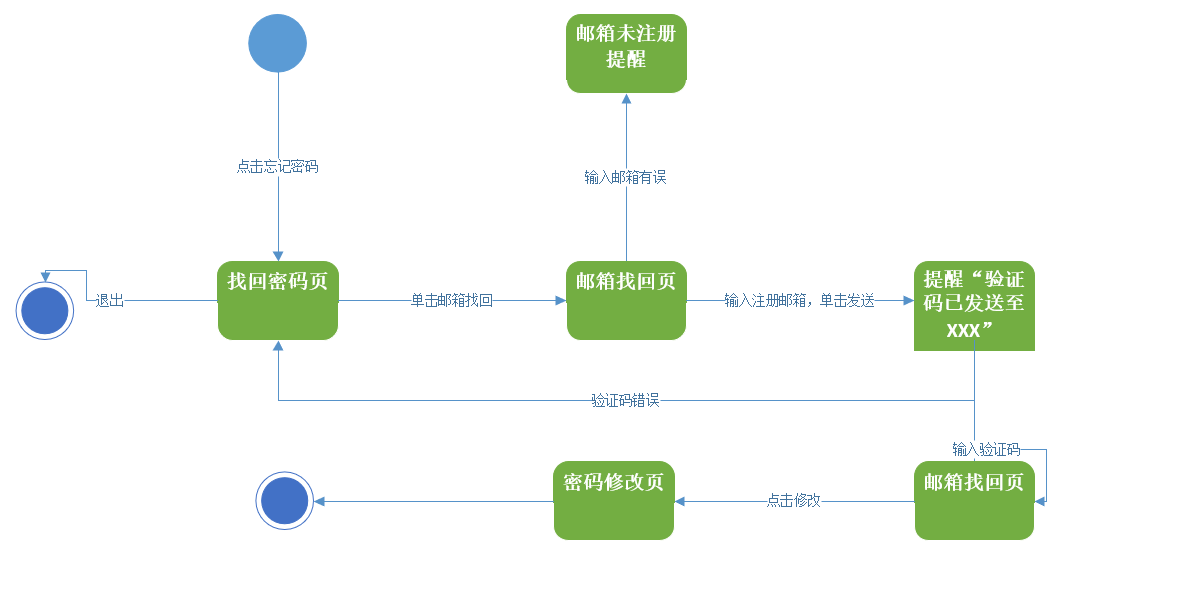 邮箱未注册
提醒
点击忘记密码
输入邮箱有误
找回密码页
邮箱找回页
提醒“验证
码已发送至
XXX”
退出
单击邮箱找回
输入注册邮箱，单击发送
验证码错误
输入验证码
密码修改页
邮箱找回页
点击修改